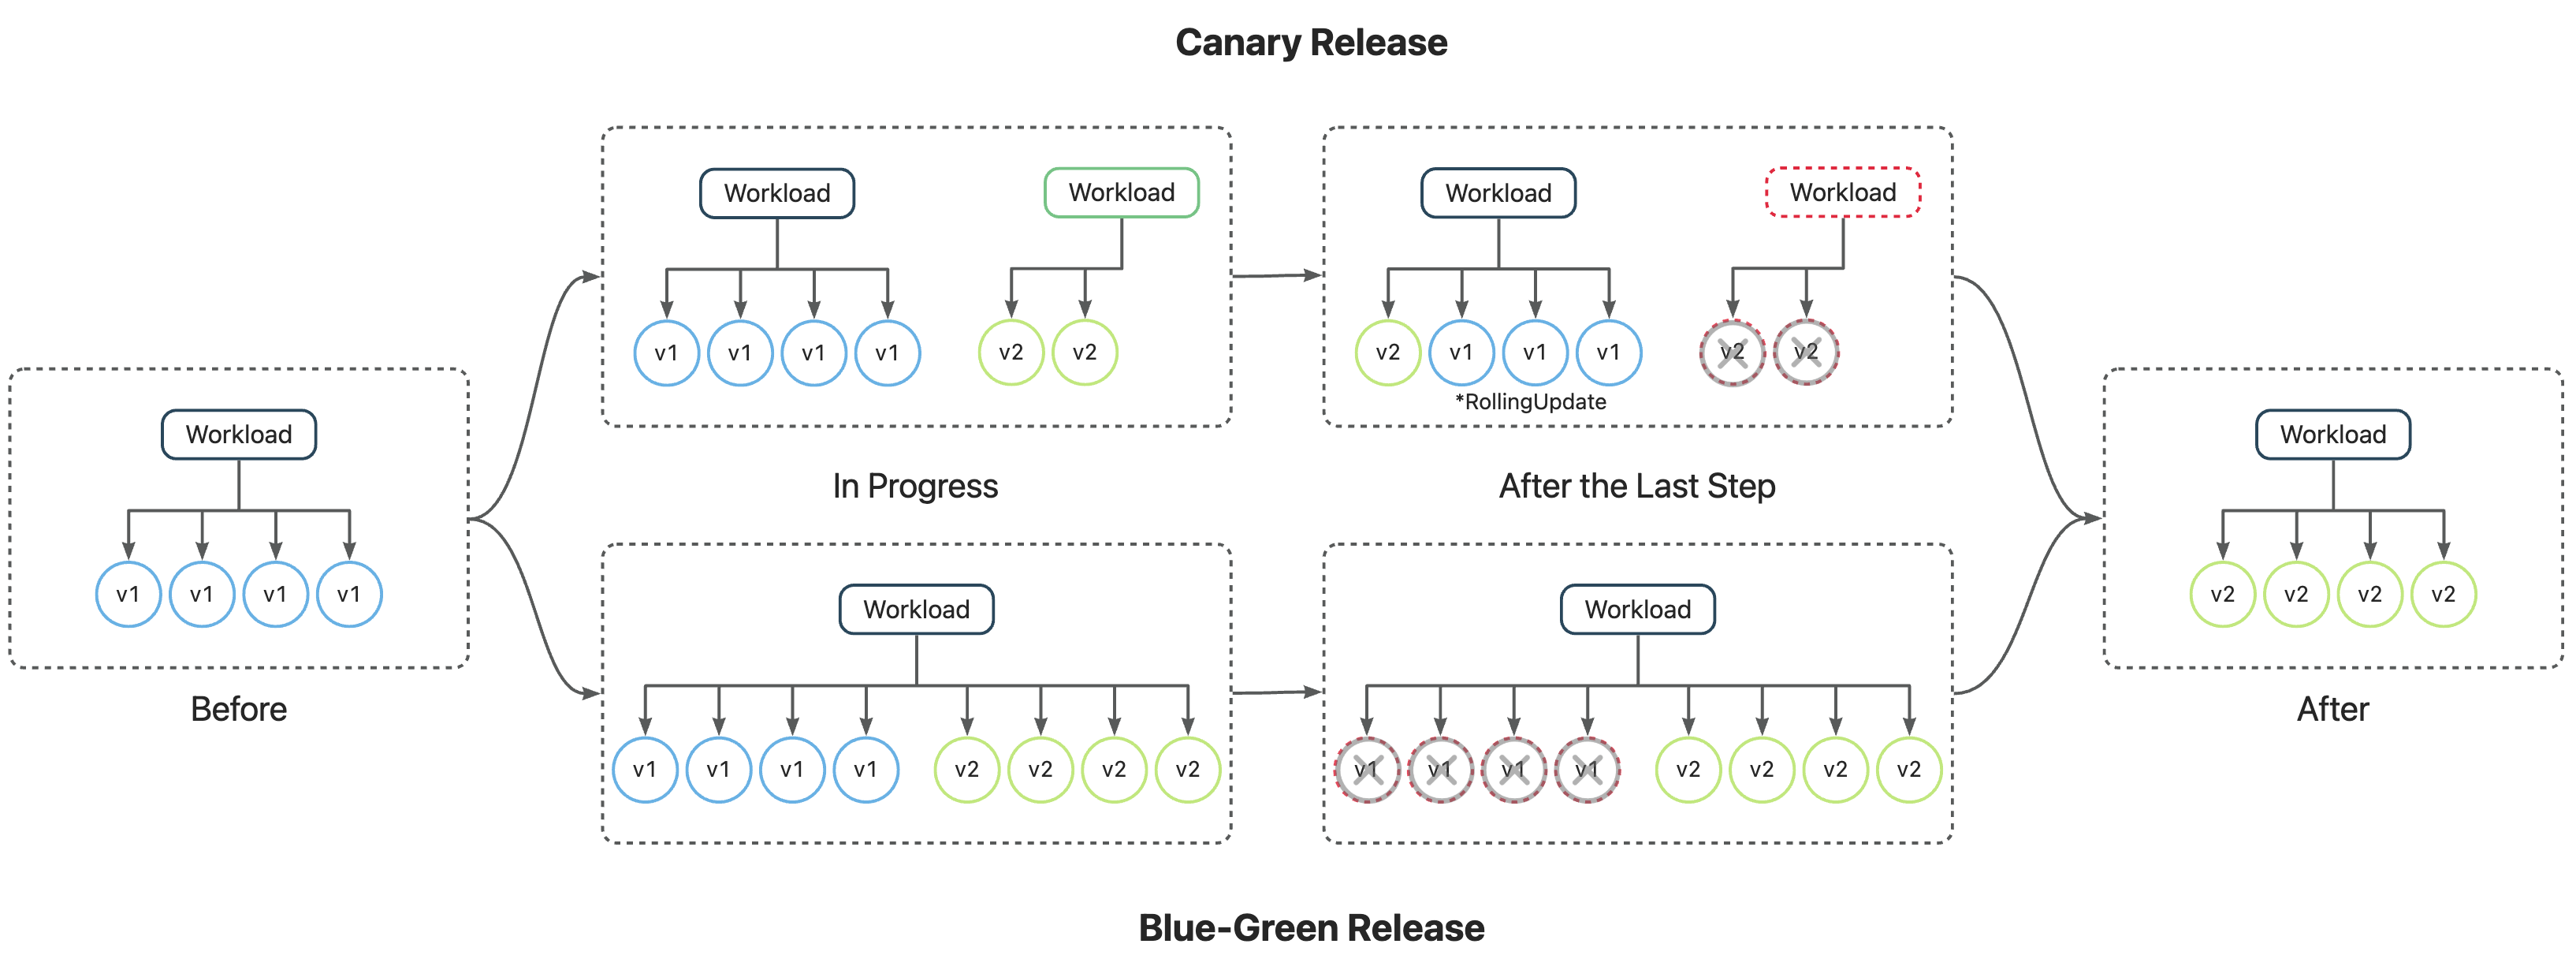 Canary Release
Workload
Workload
v1 v1 v1 v1 v2 v2
In Progress
Workload
Workload
v2 v1 v1 v1 v2 v2
*RollingUpdate
After the Last Step
Workload
v1 v1 v1 v1
Before
Workload
v1 v1 v1 v1 v2 v2 v2 v2
Workload
v1 v1 v1 v1 v2 v2 v2 v2
Workload
v2 v2 v2 v2
After
Blue-Green Release